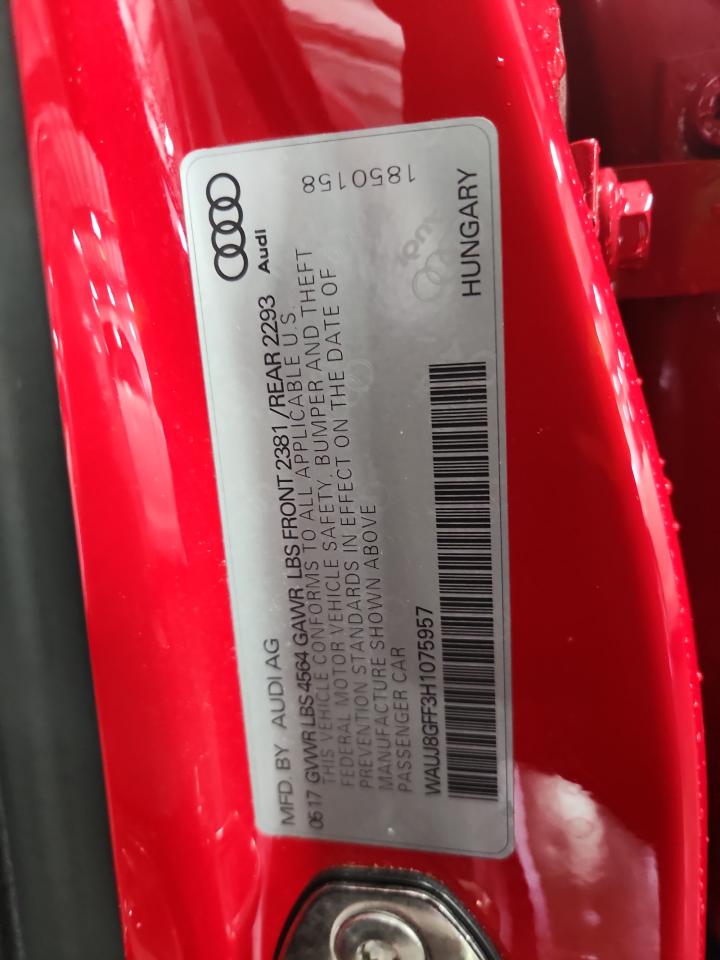 Audi
1850158
MFD. BY AUDI AG
0517 GVWR LBS 4564 GAWR LBS FRONT 2381 /REAR 2293
THIS VEHICLE CONFORMS TO ALL APPLICABLE U.S.
FEDERAL MOTOR VEHICLE SAFETY, BUMPER AND THEFT
PREVENTION STANDARDS IN EFFECT ON THE DATE OF
MANUFACTURE SHOWN ABOVE
PASSENGER CAR
WAUJ8GFF3H1075957
HUNGARY